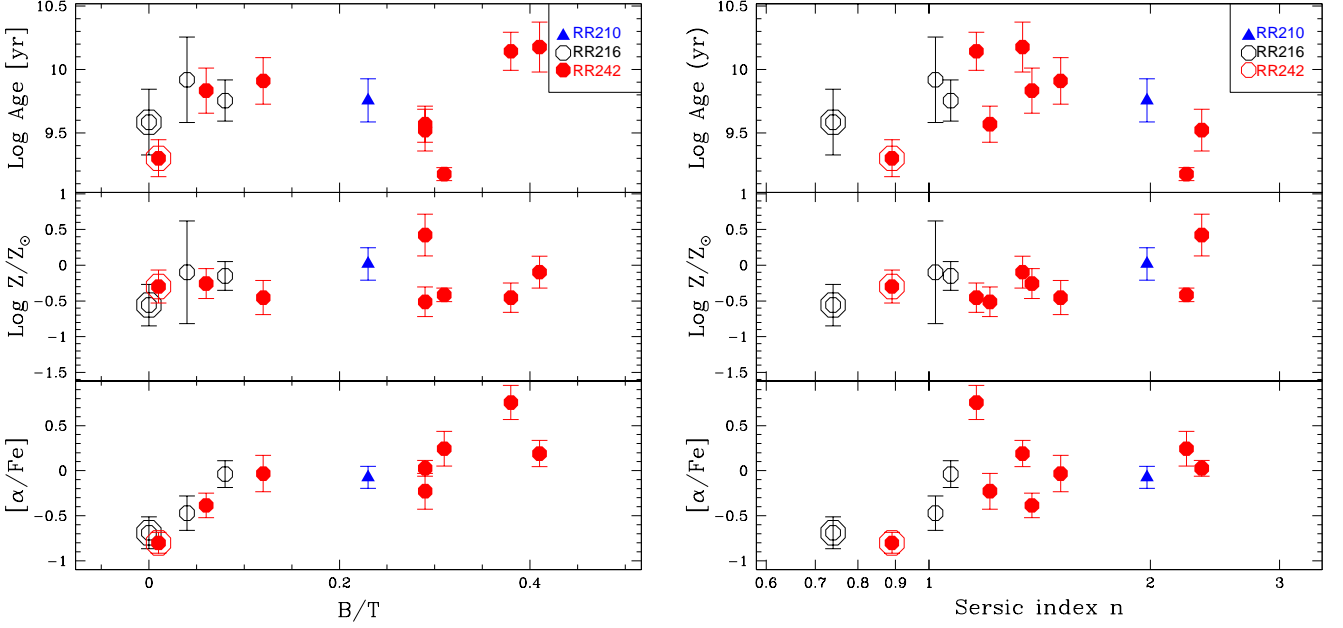 Log Age [yr]
10.5
10
9.5
RR210
RR216
RR242
Log Z/Z☉
1
0.5
0
−0.5
−1
−1.5
[α/Fe]
0.5
0
−0.5
−1
0
0.2
0.4
B/T
Log Age (yr)
10.5
10
9.5
RR210
RR216
RR242
Log Z/Z☉
1
0.5
0
−0.5
−1
−1.5
[α/Fe]
0.5
0
−0.5
−1
0.6
0.7
0.8
0.9
1
2
3
Sersic index n